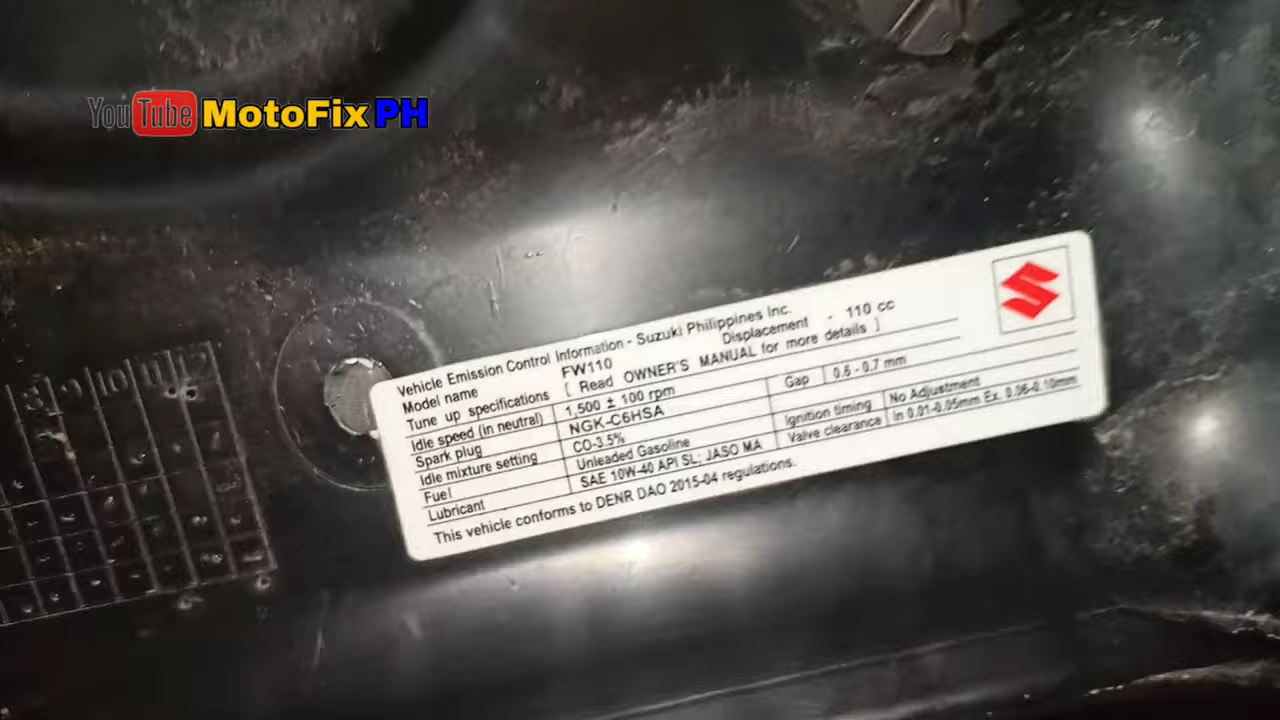 YouTube MotoFix PH
Vehicle Emission Control Information - Suzuki Philippines Inc.
Model name FW110 Displacement - 110 cc
Tune up specifications [ Read OWNER'S MANUAL for more details ]
Idle speed (in neutral) 1,500 ± 100 rpm
Spark plug NGK-C6HSA Gap 0.6 - 0.7 mm
Idle mixture setting CO-3.5%
Fuel Unleaded Gasoline Ignition timing No Adjustment
Lubricant SAE 10W-40 API SL; JASO MA Valve clearance In 0.01-0.05mm Ex. 0.06-0.10mm
This vehicle conforms to DENR DAO 2015-04 regulations.